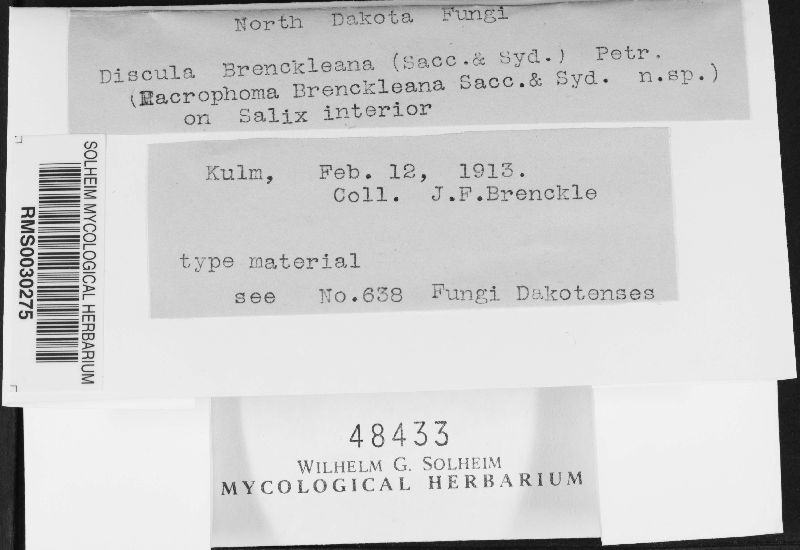 North Dakota Fungi
Discula Brenckleana (Sacc.& Syd.) Petr.
(Macrophoma Brenckleana Sacc.& Syd. n.sp.)
on Salix interior
Kulm, Feb. 12, 1913.
Coll. J.F.Brenckle
type material
see No.638 Fungi Dakotenses
SOLHEIM MYCOLOGICAL HERBARIUM
RMS0030275
48433
WILHELM G. SOLHEIM
MYCOLOGICAL HERBARIUM